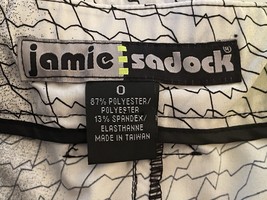 jamie sadock
0
87% POLYESTER/
POLYESTER
13% SPANDEX/
ELASTHANNE
MADE IN TAIWAN